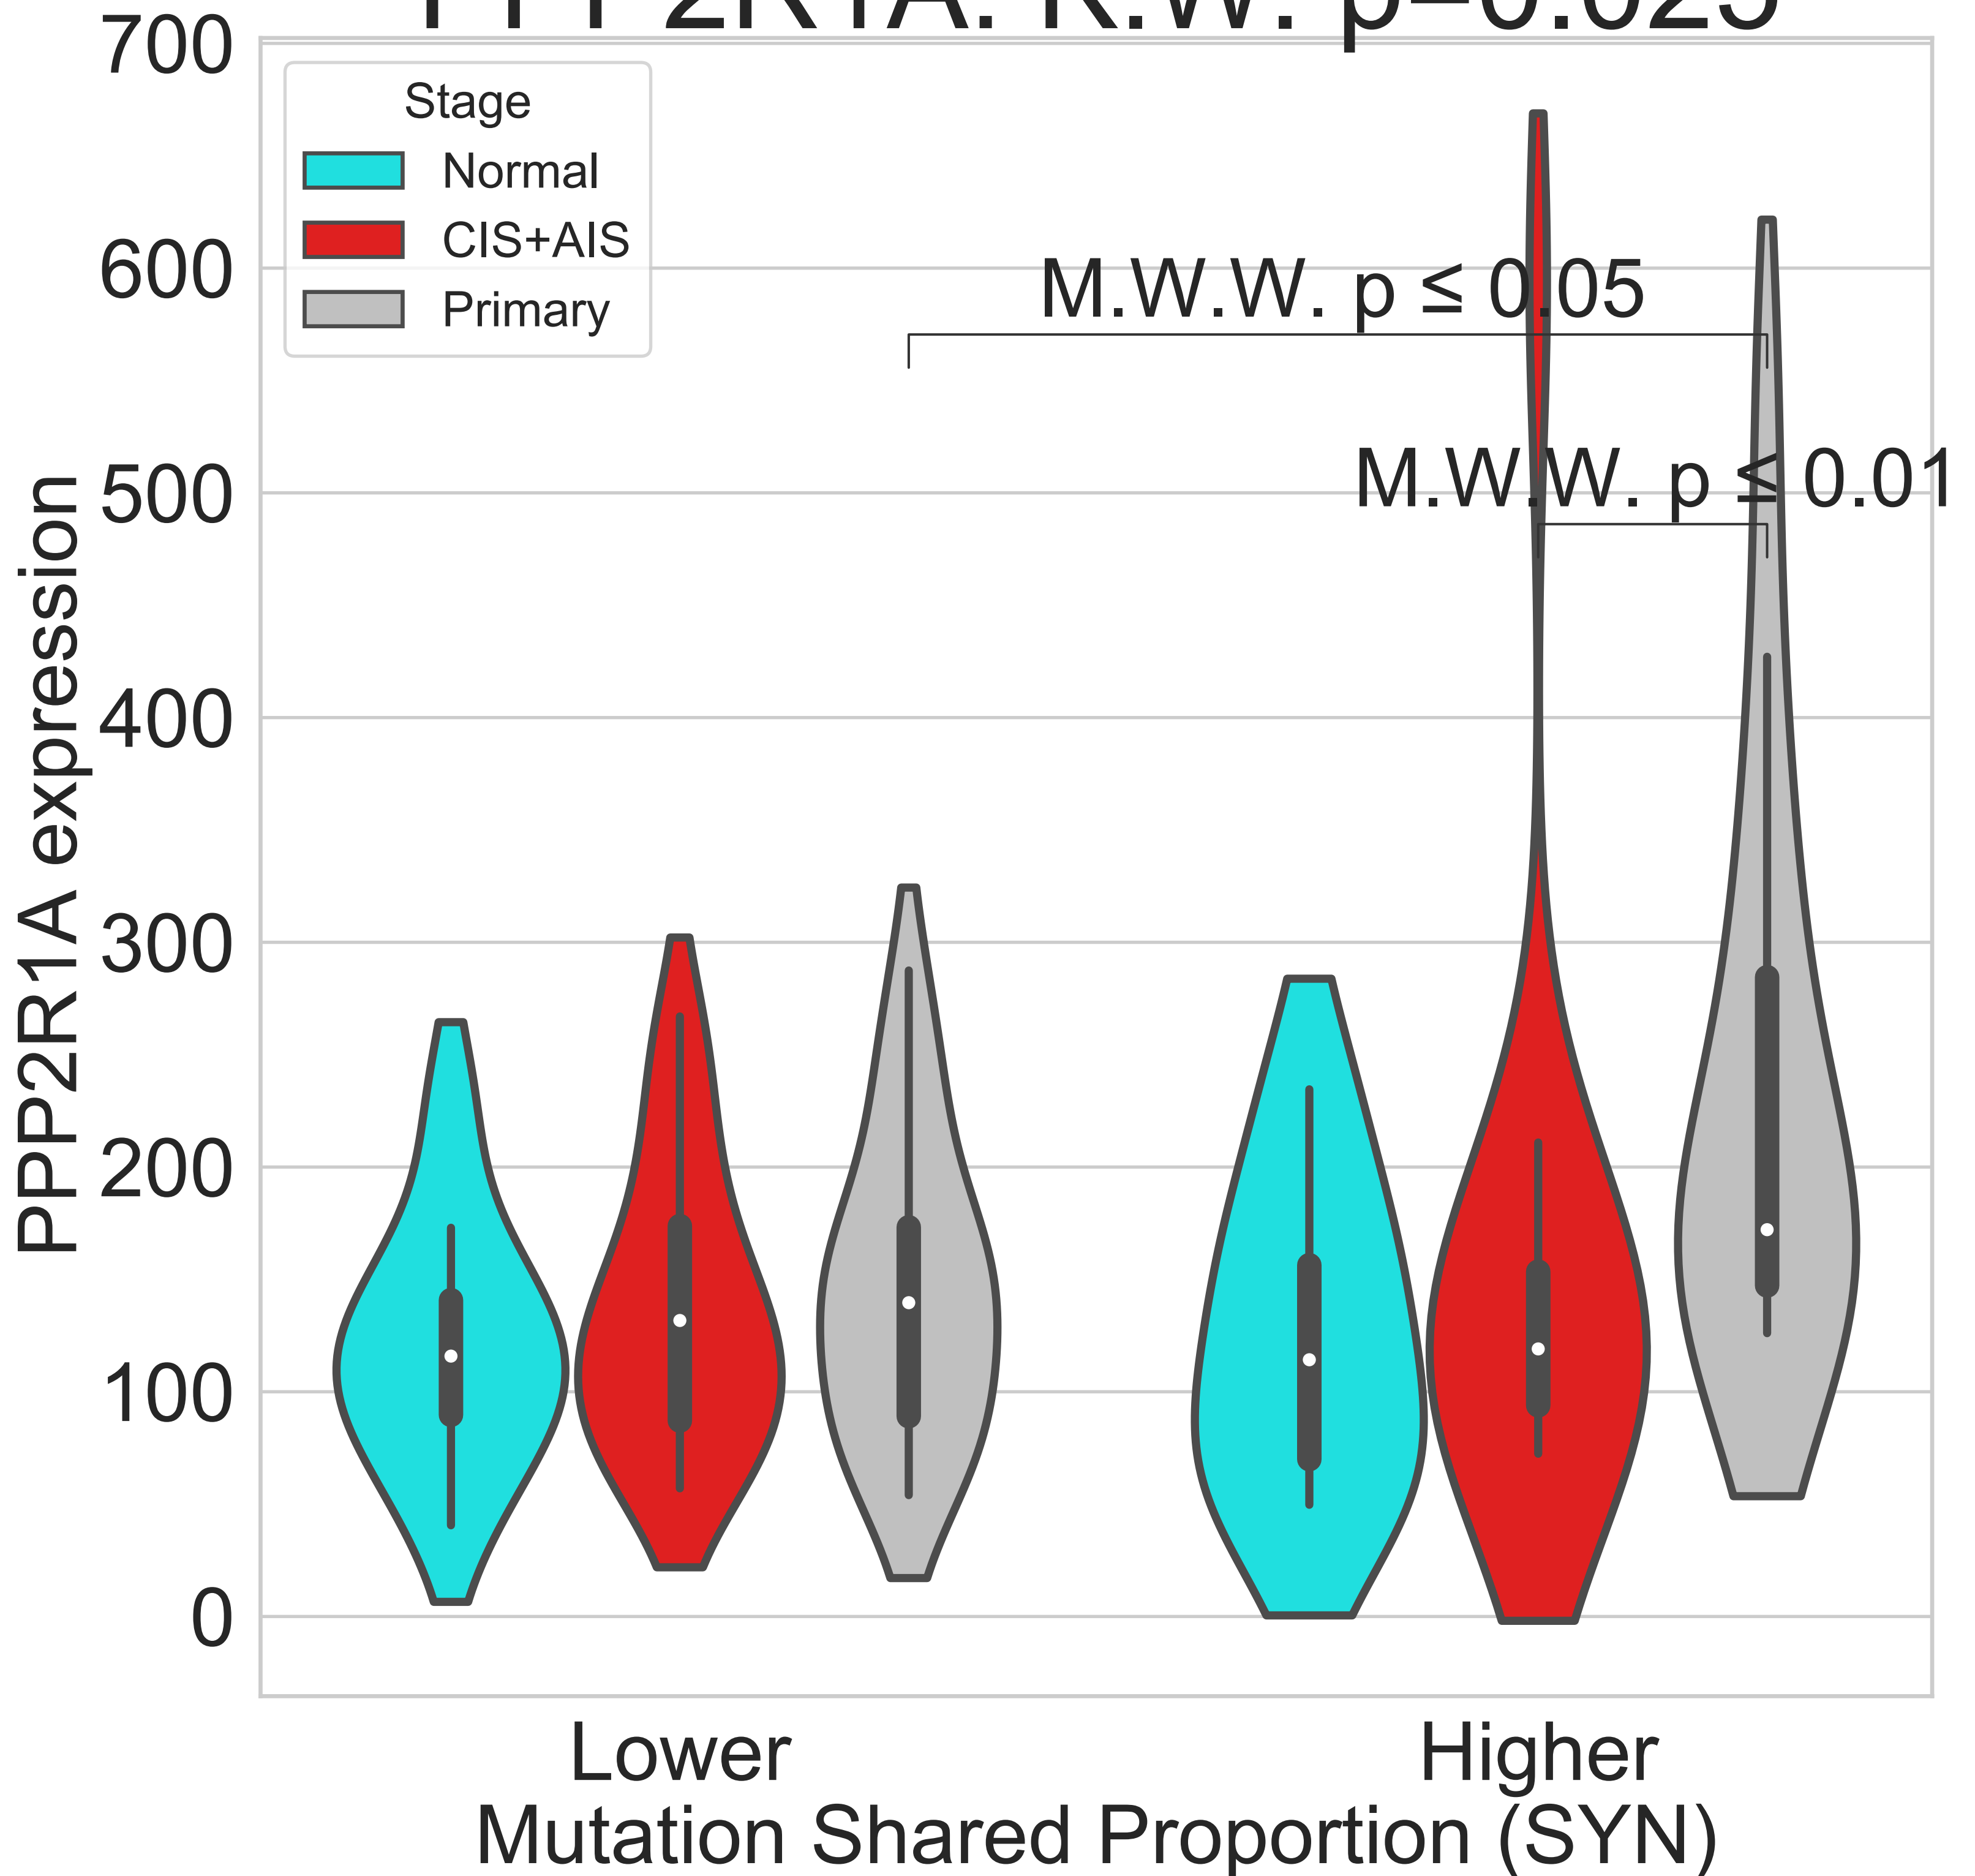 PPP2R1A: K.W.
700
600
500
400
300
200
100
0
PPP2R1A expression
Stage
Normal
CIS+AIS
Primary
M.W.W. p ≤ 0.05
M.W.W. p ≤ 0.01
Lower
Higher
Mutation Shared Proportion (SYN)